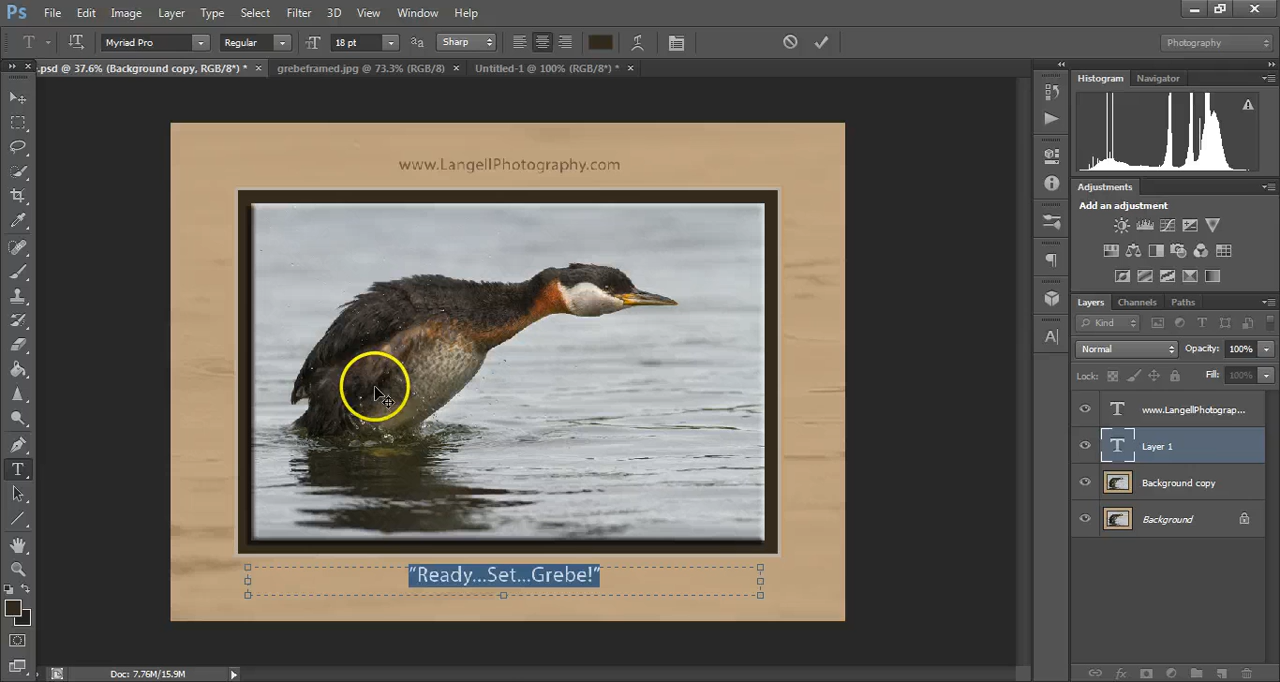 Ps File Edit Image Layer Type Select Filter 3D View Window Help
T Myriad Pro Regular 18 pt Sharp Photography
.psd @ 37.6% (Background copy, RGB/8*) * × grebeframed.jpg @ 73.3% (RGB/8) × Untitled-1 @ 100% (RGB/8*) * ×
Histogram Navigator
Adjustments
Add an adjustment
Layers Channels Paths
Kind
Normal Opacity: 100%
Lock: Fill: 100%
www.LangellPhotograp...
Layer 1
Background copy
Background
www.LangellPhotography.com
“Ready...Set...Grebe!”
Doc: 7.76M/15.9M